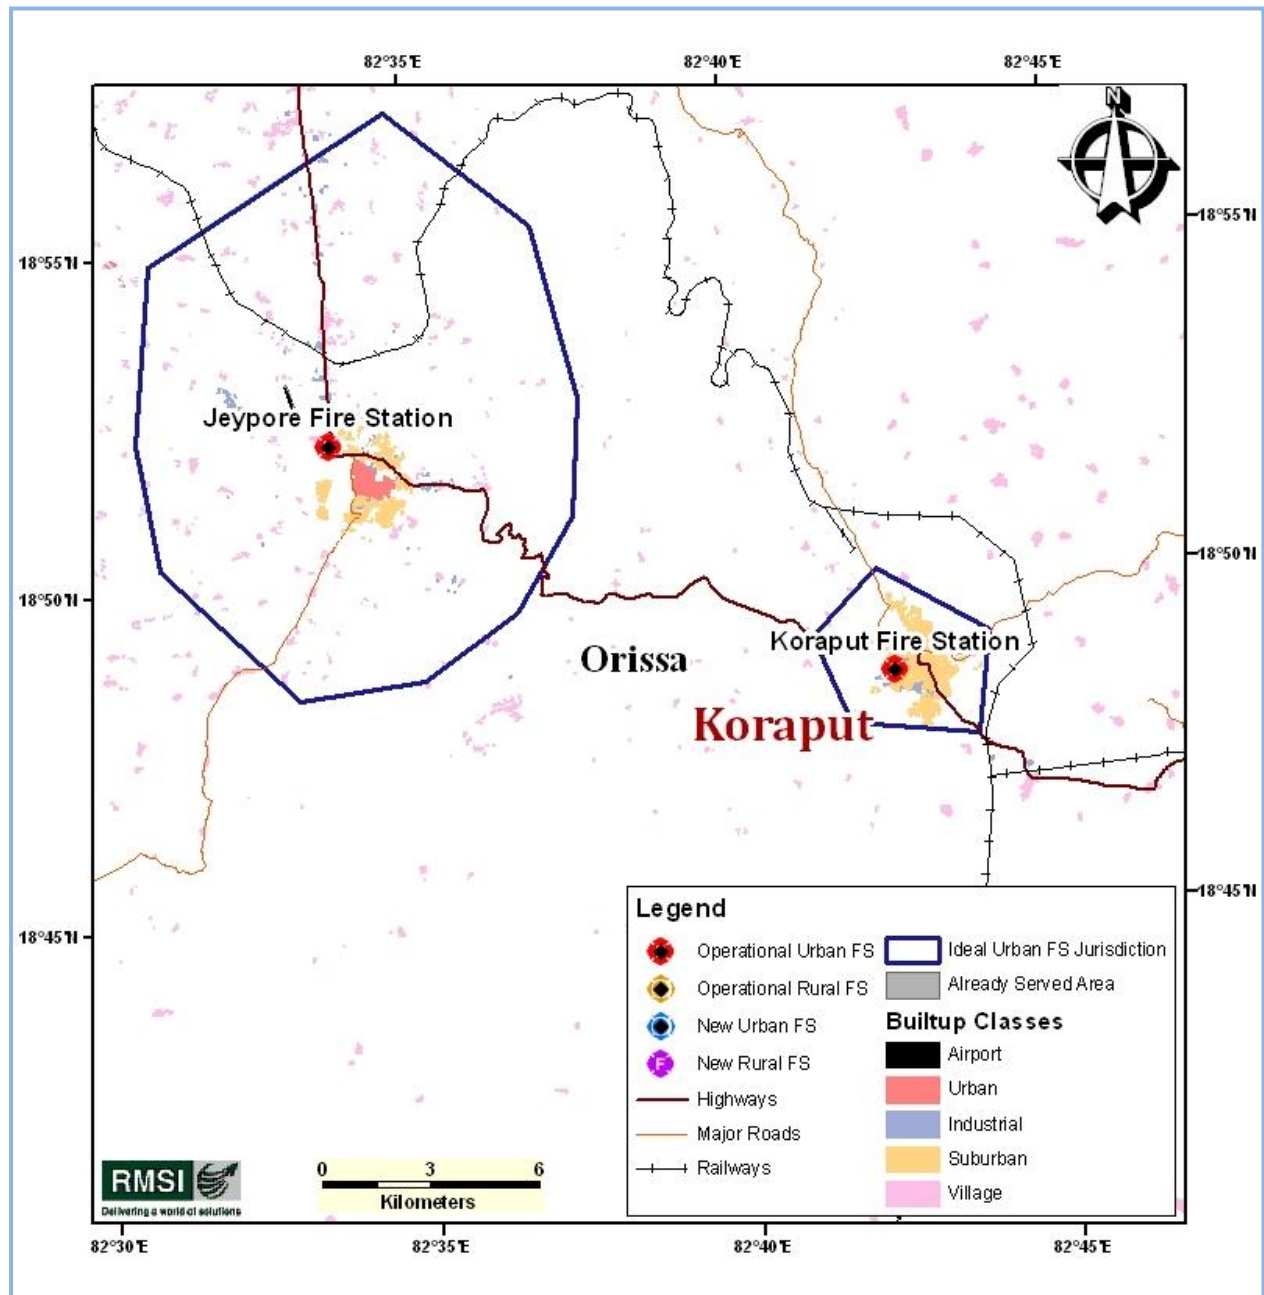 82°35'E 82°40'E 82°45'E
N
18°55'N
18°55'N
Jeypore Fire Station
18°50'N
18°50'N
Koraput Fire Station
Orissa
Koraput
18°45'N
18°45'N
Legend
Operational Urban FS
Operational Rural FS
New Urban FS
F New Rural FS
Highways
Major Roads
Railways
Ideal Urban FS Jurisdiction
Already Served Area
Builtup Classes
Airport
Urban
Industrial
Suburban
Village
RMSI
Delivering a world of solutions
0 3 6
Kilometers
82°30'E 82°35'E 82°40'E 82°45'E